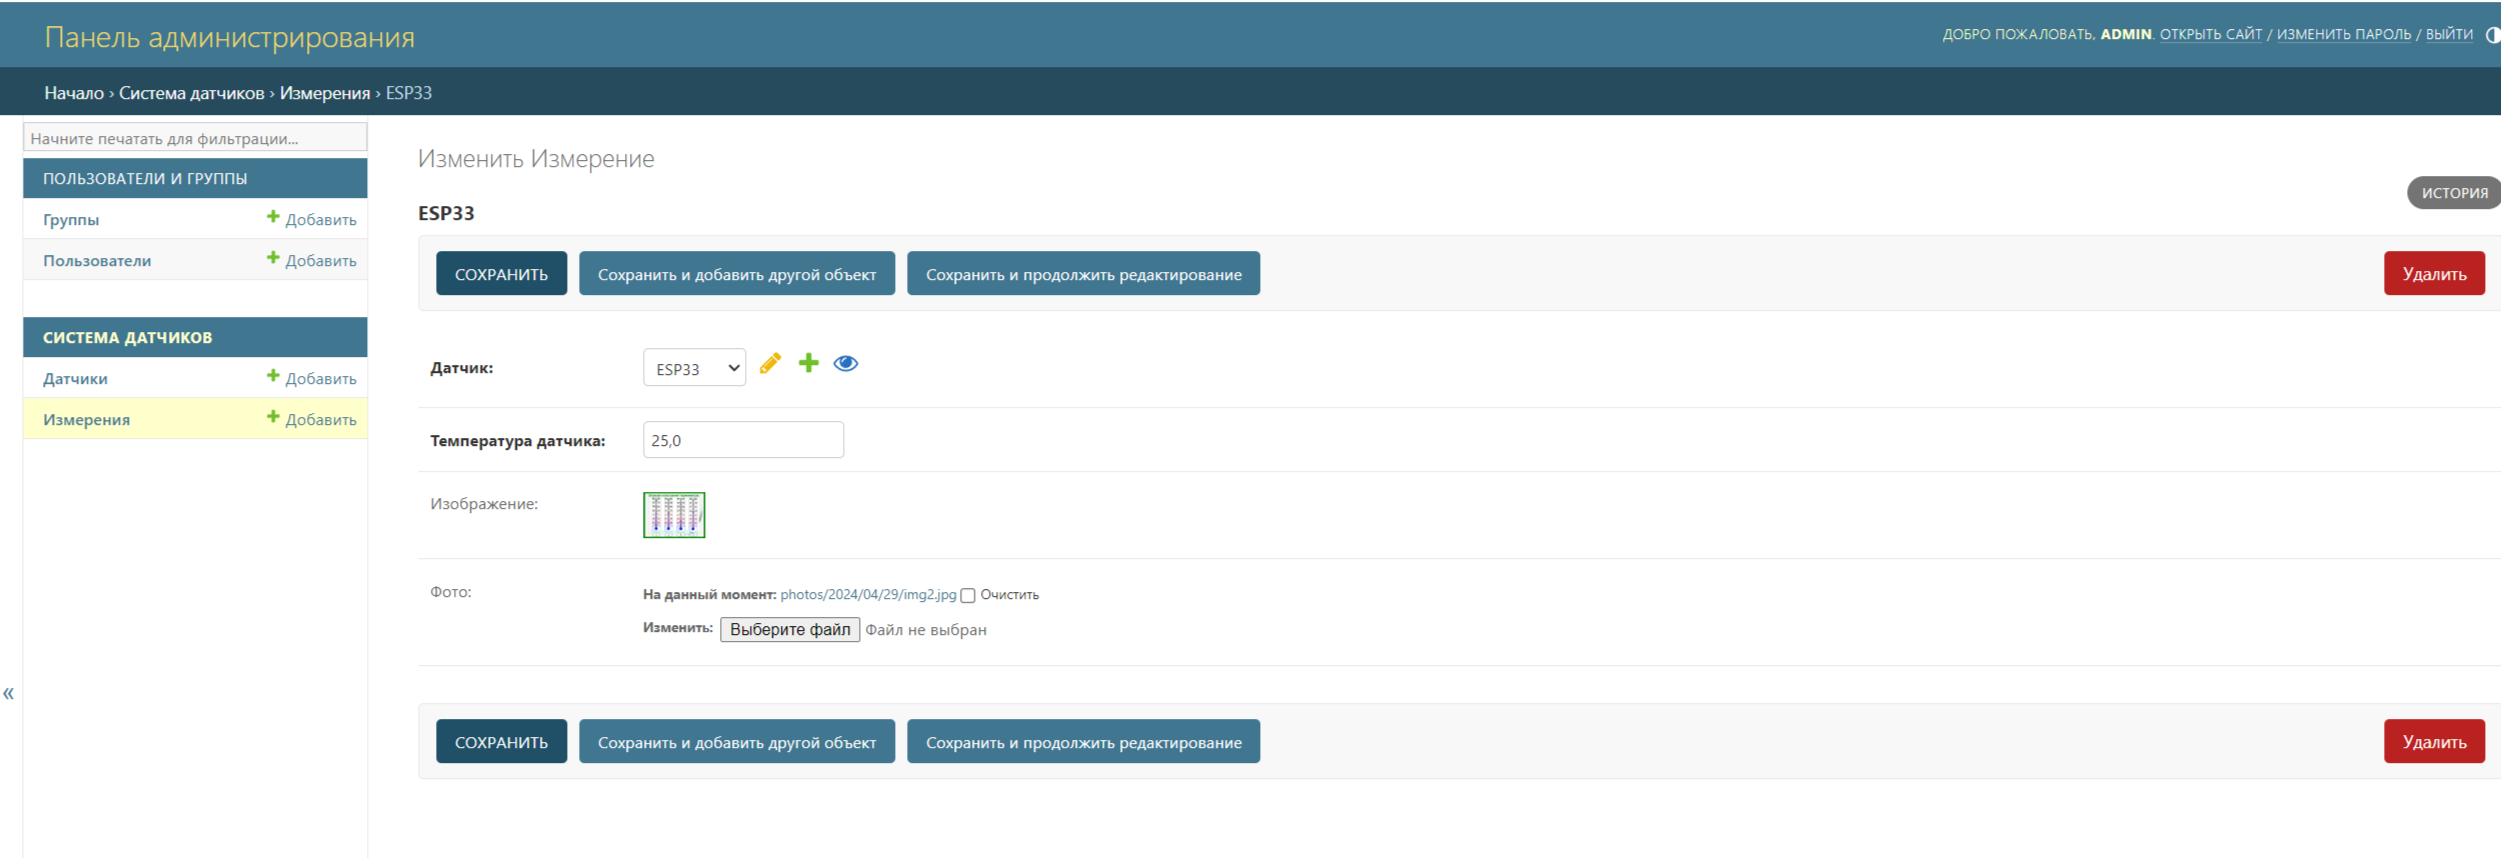 Панель администрирования
ДОБРО ПОЖАЛОВАТЬ, ADMIN. ОТКРЫТЬ САЙТ / ИЗМЕНИТЬ ПАРОЛЬ / ВЫЙТИ
Начало › Система датчиков › Измерения › ESP33
Начните печатать для фильтрации...
ПОЛЬЗОВАТЕЛИ И ГРУППЫ
Группы Добавить
Пользователи Добавить
СИСТЕМА ДАТЧИКОВ
Датчики Добавить
Измерения Добавить
«
Изменить Измерение
ИСТОРИЯ
ESP33
СОХРАНИТЬ Сохранить и добавить другой объект Сохранить и продолжить редактирование Удалить
Датчик: ESP33
Температура датчика: 25,0
Изображение:
Фото: На данный момент: photos/2024/04/29/img2.jpg Очистить
Изменить: Выберите файл Файл не выбран
СОХРАНИТЬ Сохранить и добавить другой объект Сохранить и продолжить редактирование Удалить